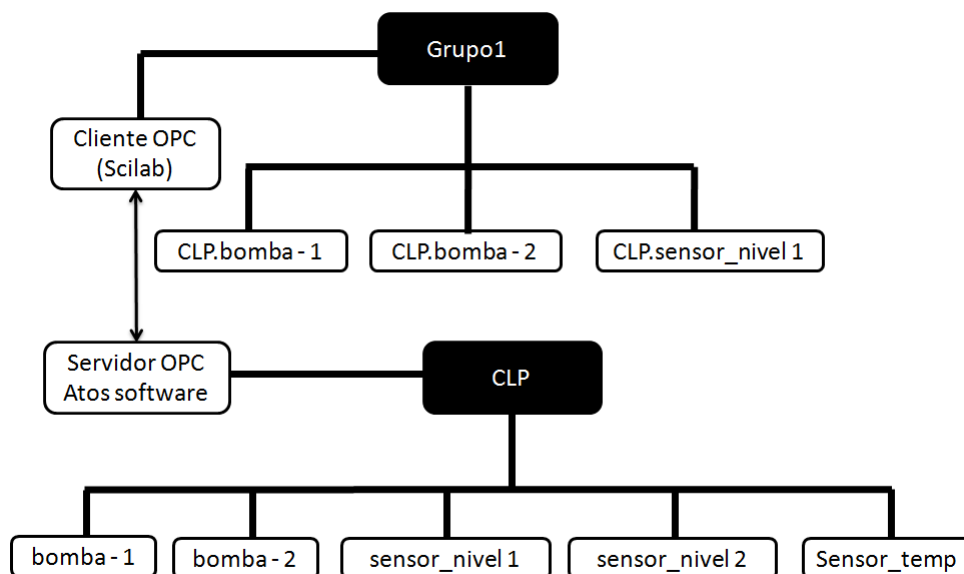 Grupo1
Cliente OPC
(Scilab)
CLP.bomba - 1
CLP.bomba - 2
CLP.sensor_nivel 1
Servidor OPC
Atos software
CLP
bomba - 1
bomba - 2
sensor_nivel 1
sensor_nivel 2
Sensor_temp